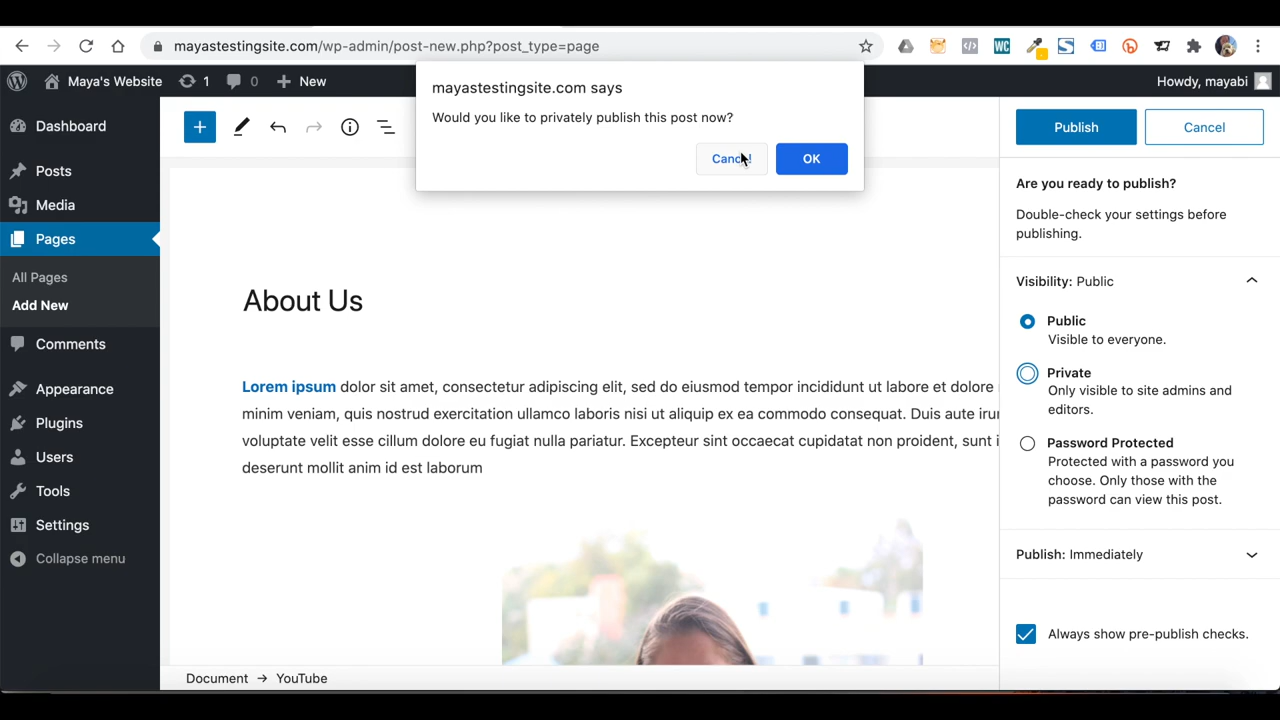 mayastestingsite.com/wp-admin/post-new.php?post_type=page
WC
Maya's Website 1 0 New
Howdy, mayabi
mayastestingsite.com says
Would you like to privately publish this post now?
Cancel OK
Dashboard
Posts
Media
Pages
All Pages
Add New
Comments
Appearance
Plugins
Users
Tools
Settings
Collapse menu
About Us
Lorem ipsum dolor sit amet, consectetur adipiscing elit, sed do eiusmod tempor incididunt ut labore et dolore
minim veniam, quis nostrud exercitation ullamco laboris nisi ut aliquip ex ea commodo consequat. Duis aute irur
voluptate velit esse cillum dolore eu fugiat nulla pariatur. Excepteur sint occaecat cupidatat non proident, sunt i
deserunt mollit anim id est laborum
Document → YouTube
Publish Cancel
Are you ready to publish?
Double-check your settings before
publishing.
Visibility: Public
Public
Visible to everyone.
Private
Only visible to site admins and
editors.
Password Protected
Protected with a password you
choose. Only those with the
password can view this post.
Publish: Immediately
Always show pre-publish checks.